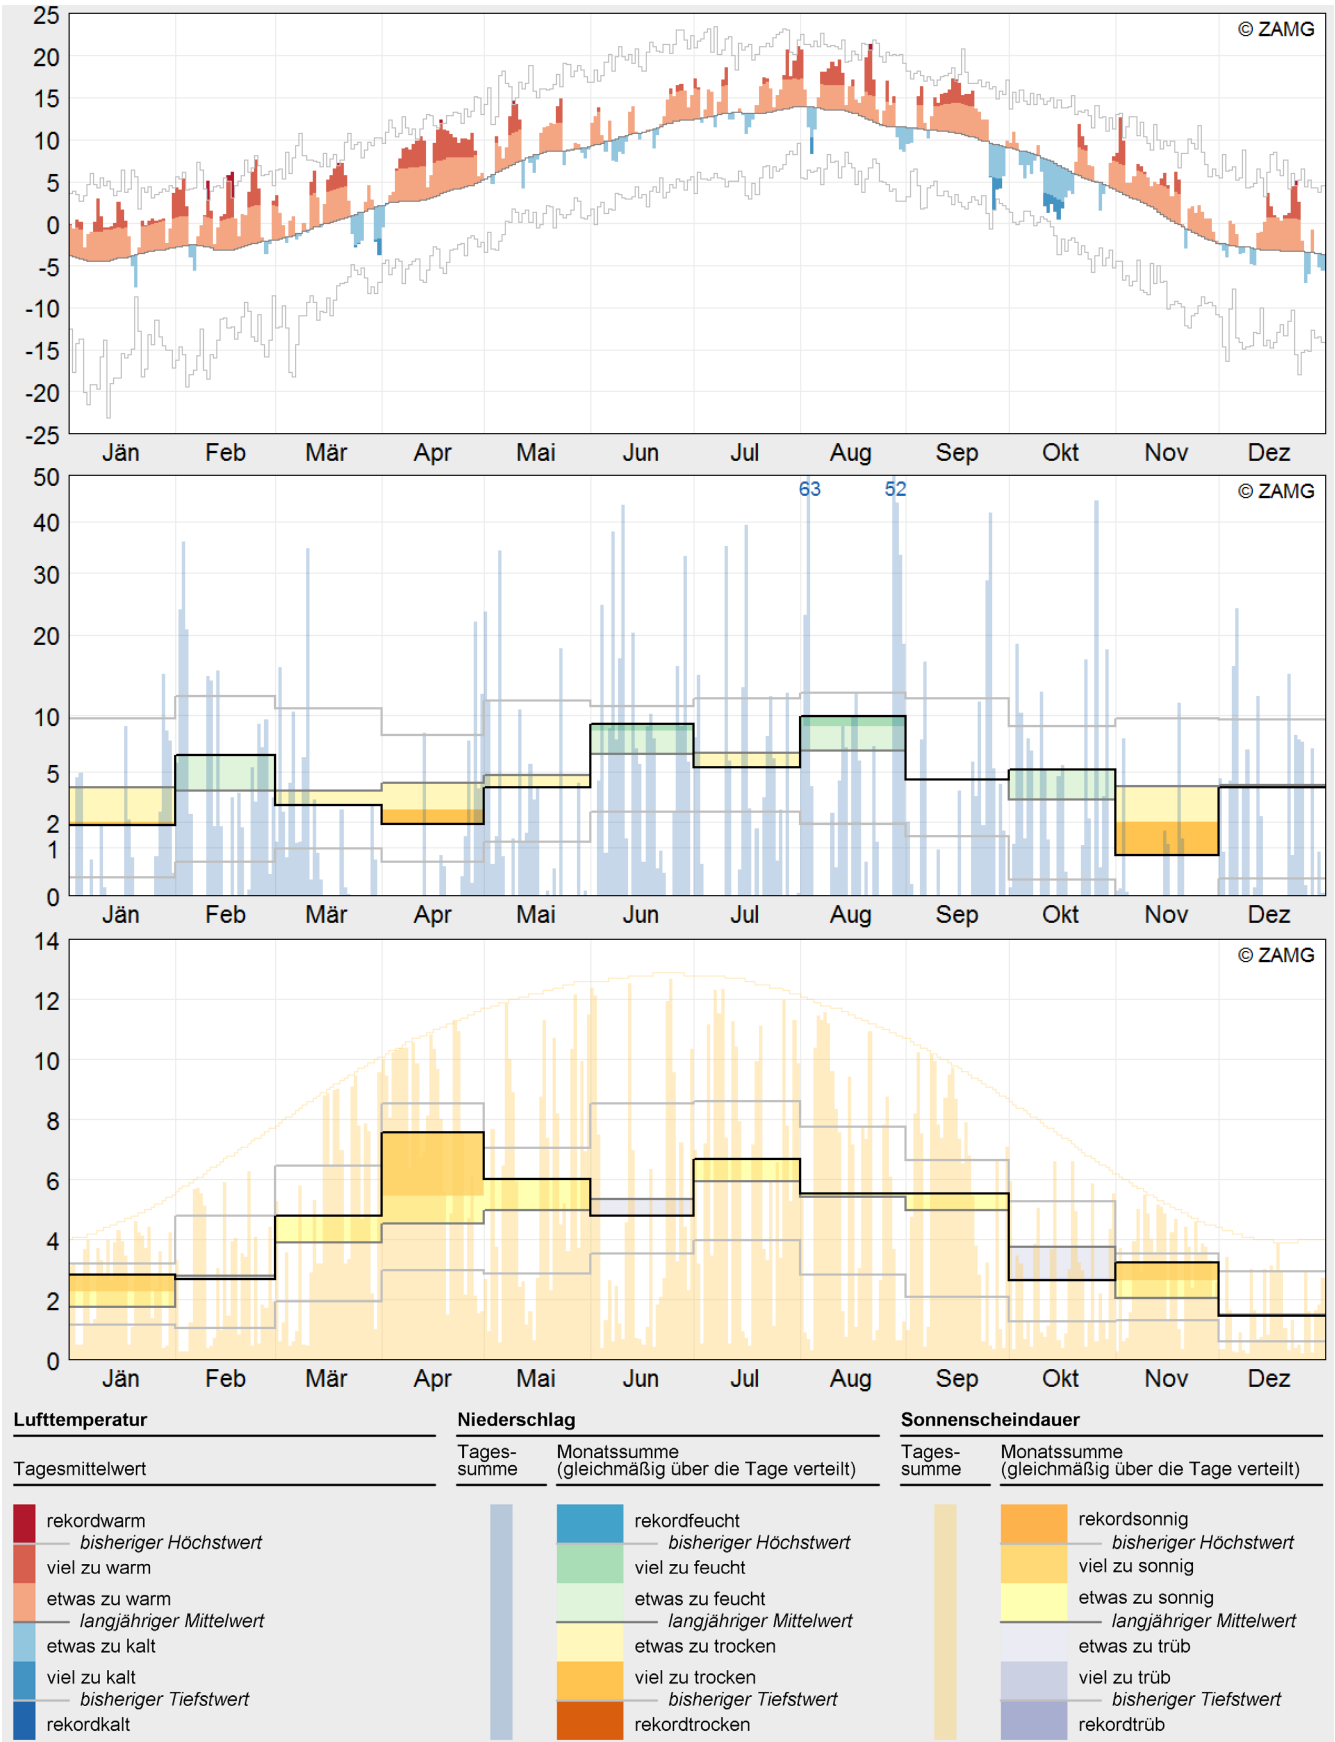 25
© ZAMG
20
15
10
5
0
-5
-10
-15
-20
-25
Jän Feb Mär Apr Mai Jun Jul Aug Sep Okt Nov Dez
50
63 52 © ZAMG
40
30
20
10
5
2
1
0
Jän Feb Mär Apr Mai Jun Jul Aug Sep Okt Nov Dez
14
© ZAMG
12
10
8
6
4
2
0
Jän Feb Mär Apr Mai Jun Jul Aug Sep Okt Nov Dez
Lufttemperatur
Tagesmittelwert
rekordwarm
bisheriger Höchstwert
viel zu warm
etwas zu warm
langjähriger Mittelwert
etwas zu kalt
viel zu kalt
bisheriger Tiefstwert
rekordkalt
Niederschlag
Tages-
summe
Monatssumme
(gleichmäßig über die Tage verteilt)
rekordfeucht
bisheriger Höchstwert
viel zu feucht
etwas zu feucht
langjähriger Mittelwert
etwas zu trocken
viel zu trocken
bisheriger Tiefstwert
rekordtrocken
Sonnenscheindauer
Tages-
summe
Monatssumme
(gleichmäßig über die Tage verteilt)
rekordsonnig
bisheriger Höchstwert
viel zu sonnig
etwas zu sonnig
langjähriger Mittelwert
etwas zu trüb
viel zu trüb
bisheriger Tiefstwert
rekordtrüb